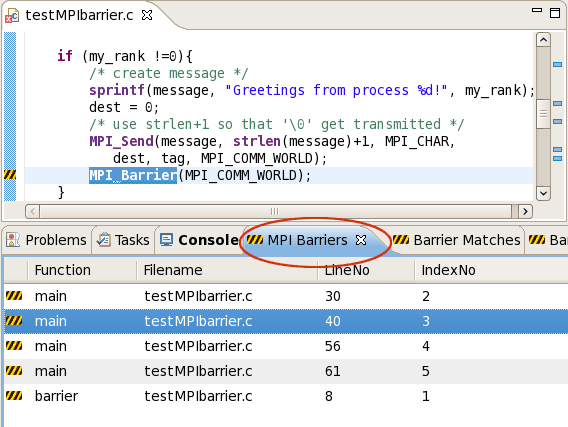 testMPIbarrier.c
if (my_rank !=0){
/* create message */
sprintf(message, "Greetings from process %d!", my_rank);
dest = 0;
/* use strlen+1 so that '\0' get transmitted */
MPI_Send(message, strlen(message)+1, MPI_CHAR,
dest, tag, MPI_COMM_WORLD);
MPI_Barrier(MPI_COMM_WORLD);
}
Problems Tasks Console MPI Barriers Barrier Matches Ba
Function Filename LineNo IndexNo
main testMPIbarrier.c 30 2
main testMPIbarrier.c 40 3
main testMPIbarrier.c 56 4
main testMPIbarrier.c 61 5
barrier testMPIbarrier.c 8 1